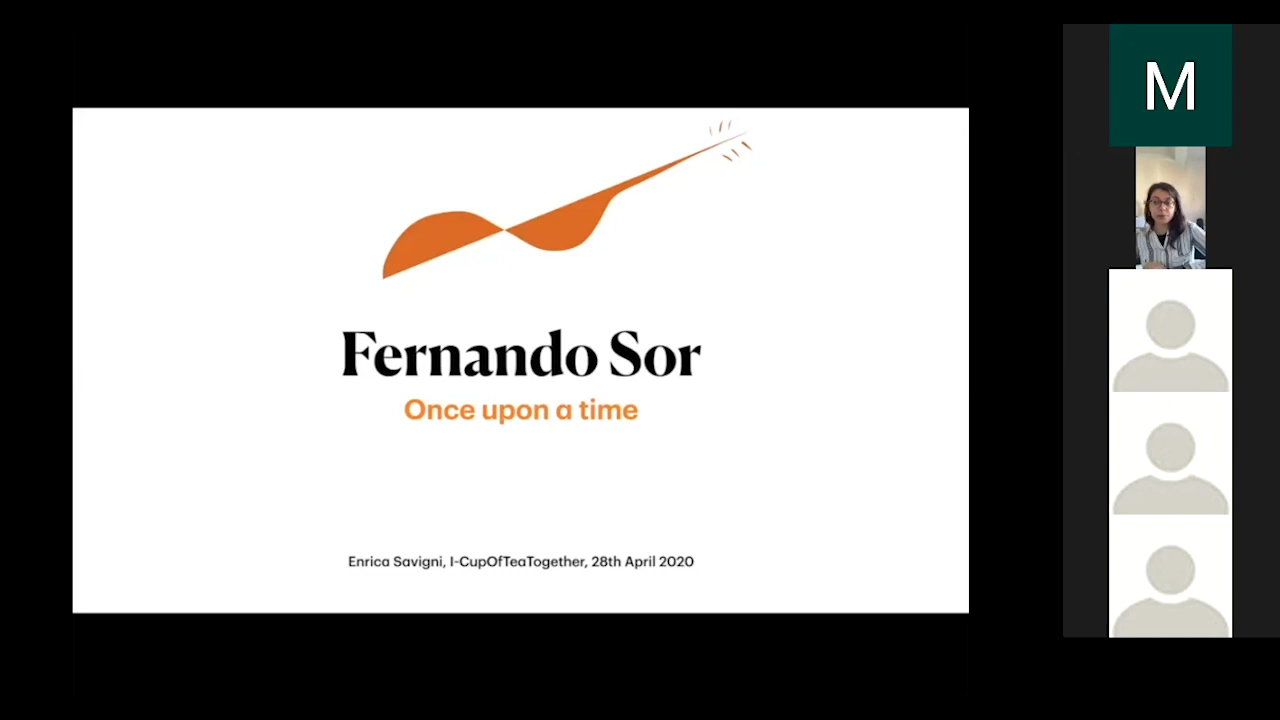 Fernando Sor
Once upon a time
Enrica Savigni, I-CupOfTeaTogether, 28th April 2020
M